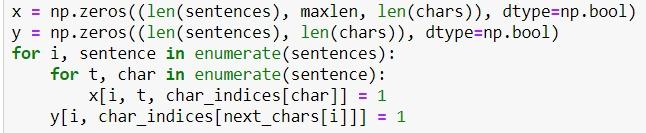 x = np.zeros((len(sentences), maxlen, len(chars)), dtype=np.bool)
y = np.zeros((len(sentences), len(chars)), dtype=np.bool)
for i, sentence in enumerate(sentences):
    for t, char in enumerate(sentence):
        x[i, t, char_indices[char]] = 1
    y[i, char_indices[next_chars[i]]] = 1